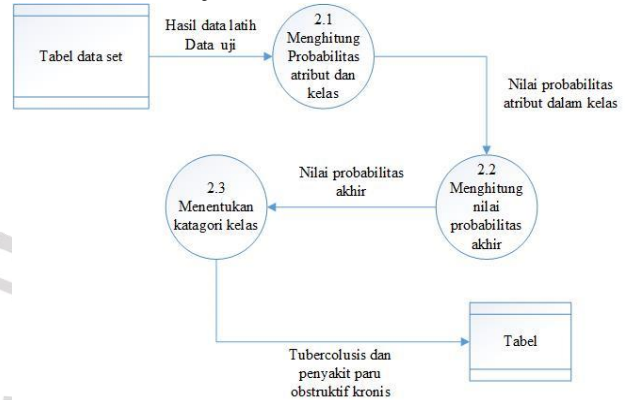 Tabel data set
Hasil data latih
Data uji
2.1
Menghitung
Probabilitas
atribut dan
kelas
Nilai probabilitas
atribut dalam kelas
2.2
Menghitung
nilai
probabilitas
akhir
Nilai probabilitas
akhir
2.3
Menentukan
katagori kelas
Tubercolusis dan
penyakit paru
obstruktif kronis
Tabel